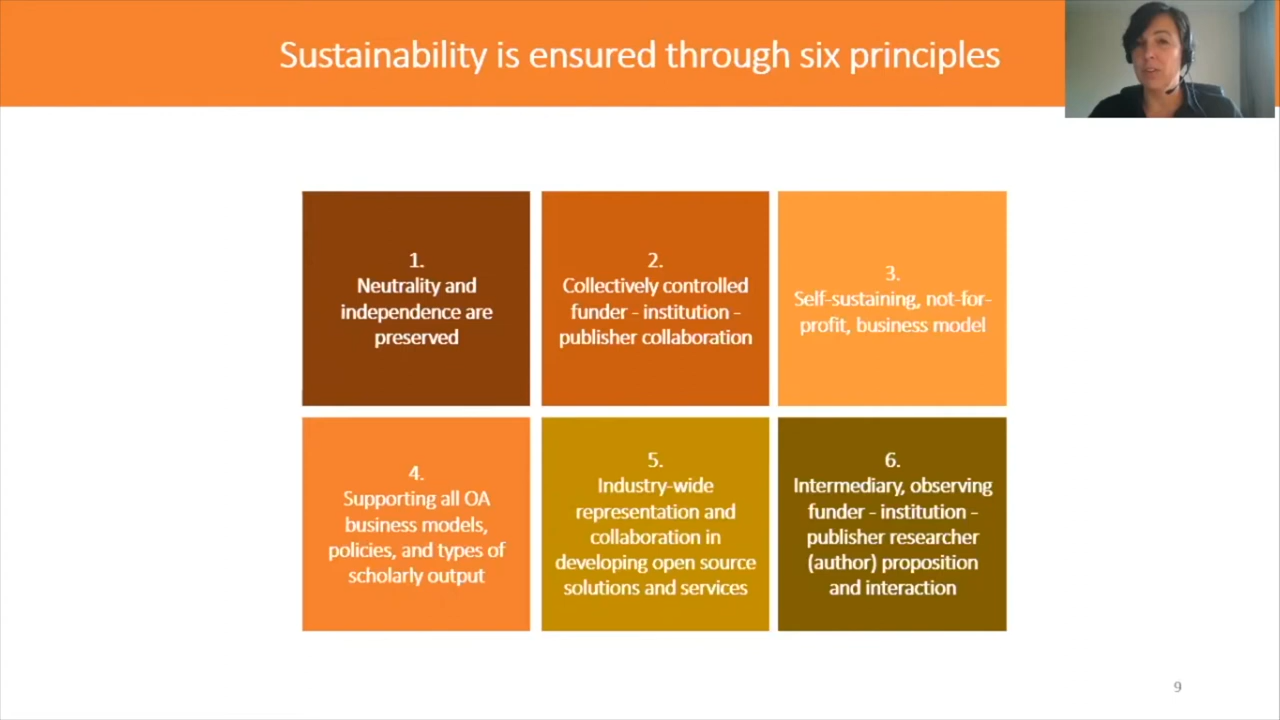 Sustainability is ensured through six principles
1.
Neutrality and
independence are
preserved
2.
Collectively controlled
funder - institution -
publisher collaboration
3.
Self-sustaining, not-for-
profit, business model
4.
Supporting all OA
business models,
policies, and types of
scholarly output
5.
Industry-wide
representation and
collaboration in
developing open source
solutions and services
6.
Intermediary, observing
funder - institution -
publisher researcher
(author) proposition
and interaction
9